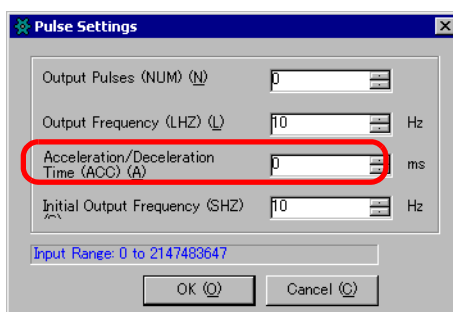 Pulse Settings
Output Pulses (NUM) (N)
0
Output Frequency (LHZ) (L)
10
Hz
Acceleration/Deceleration
Time (ACC) (A)
0
ms
Initial Output Frequency (SHZ)
10
Hz
Input Range: 0 to 2147483647
OK (O)
Cancel (C)